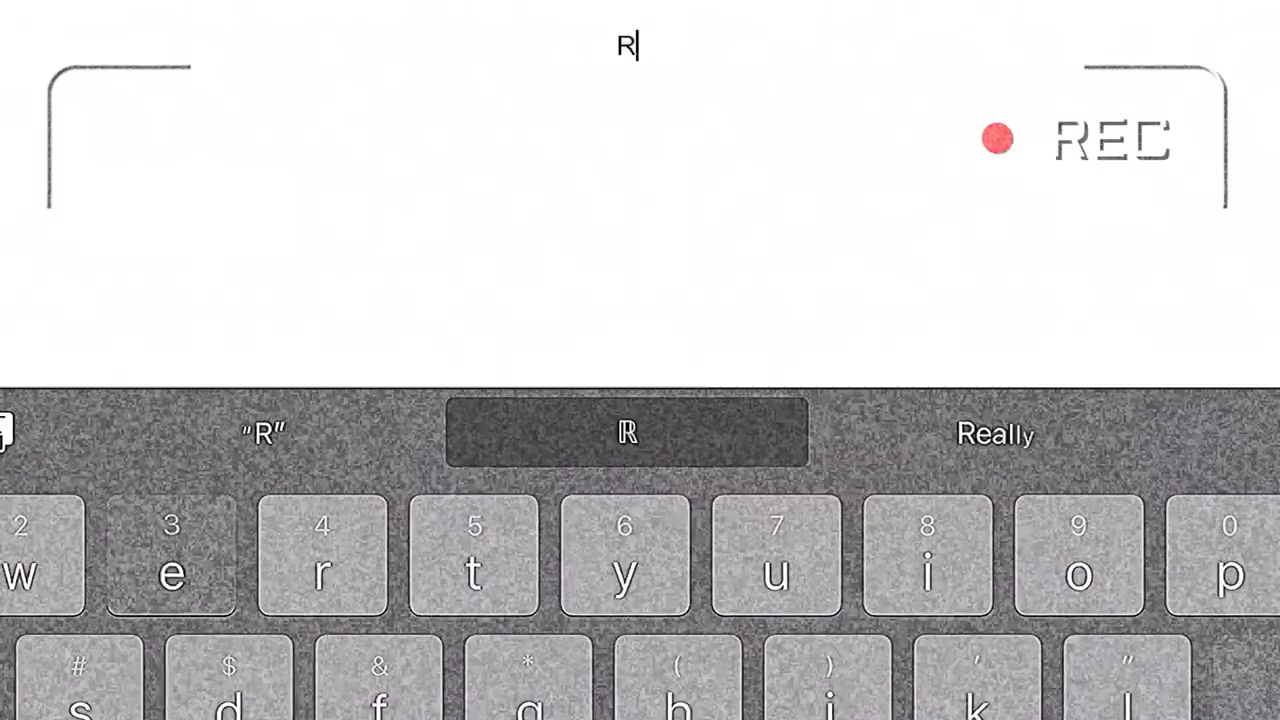 R
REC
“R” ℝ Really
2 3 4 5 6 7 8 9 0
w e r t y u i o p
# $ & * ( ) ' "
s d f g h j k l